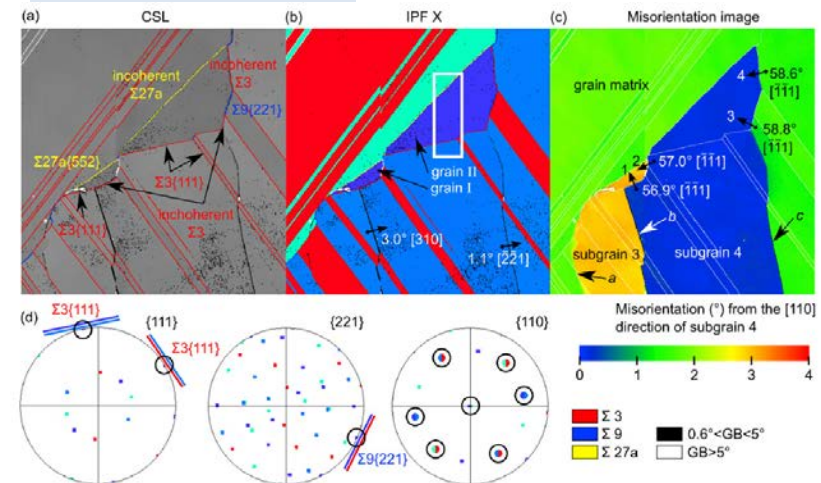 (a) CSL
(b) IPF X
(c) Misorientation image
incoherent
Σ27a
incoherent
Σ3
Σ9{221}
Σ27a{552}
Σ3{111}
Σ3{111}
inchoherent
Σ3
grain II
grain I
3.0° [310]
1.1° [221]
grain matrix
4
58.6°
[1̄1̄1]
3
58.8°
[1̄1̄1]
2
57.0° [1̄1̄1]
1
56.9° [1̄1̄1]
b
c
subgrain 3
subgrain 4
a
(d)
Σ3{111}
{111}
Σ3{111}
{221}
Σ9{221}
{110}
Misorientation (°) from the [110]
direction of subgrain 4
0 1 2 3 4
Σ 3
Σ 9
Σ 27a
0.6°<GB<5°
GB>5°